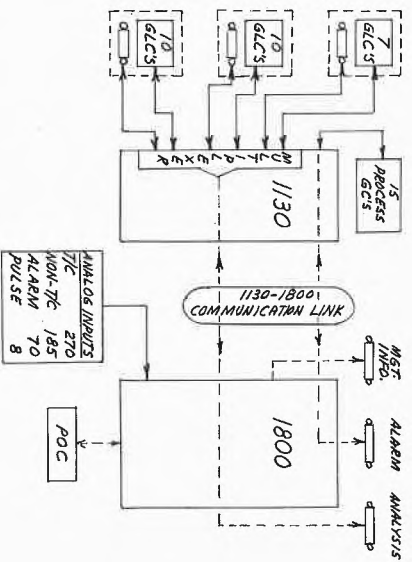 10
GLC'S
10
GLC'S
7
GLC'S
MULTIPLEXER
1130
15
PROCESS
GC'S
1130-1800
COMMUNICATION LINK
ANALOG INPUTS
T/C 270
NON-T/C 185
ALARM 70
PULSE 8
1800
POC
MGT.
INFO.
ALARM
ANALYSIS